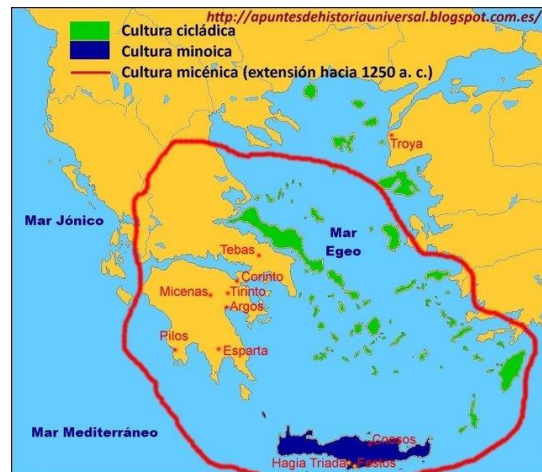 http://apuntesdehistoriauniversal.blogspot.com.es/
Cultura cicládica
Cultura minoica
Cultura micénica (extensión hacia 1250 a. c.)
Troya
Mar Jónico
Mar
Egeo
Tebas
Corinto
Micenas
Tirinto
Argos
Pilos
Esparta
Mar Mediterráneo
Cnosos
Hagia Triada
Festos